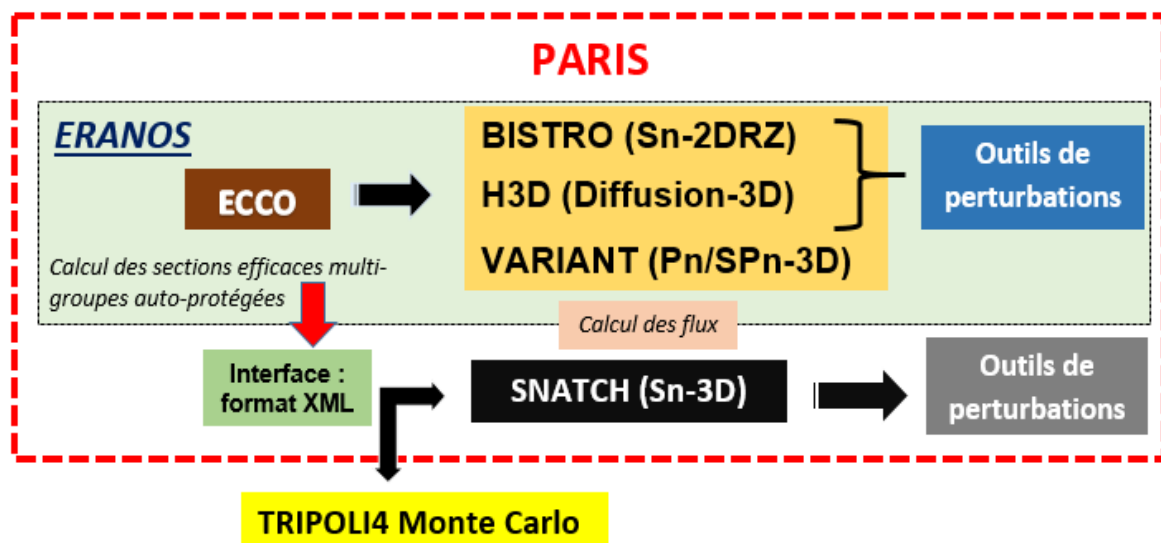 PARIS
ERANOS
ECCO
Calcul des sections efficaces multi-
groupes auto-protégées
BISTRO (Sn-2DRZ)
H3D (Diffusion-3D)
VARIANT (Pn/SPn-3D)
Outils de
perturbations
Calcul des flux
Interface :
format XML
SNATCH (Sn-3D)
Outils de
perturbations
TRIPOLI4 Monte Carlo